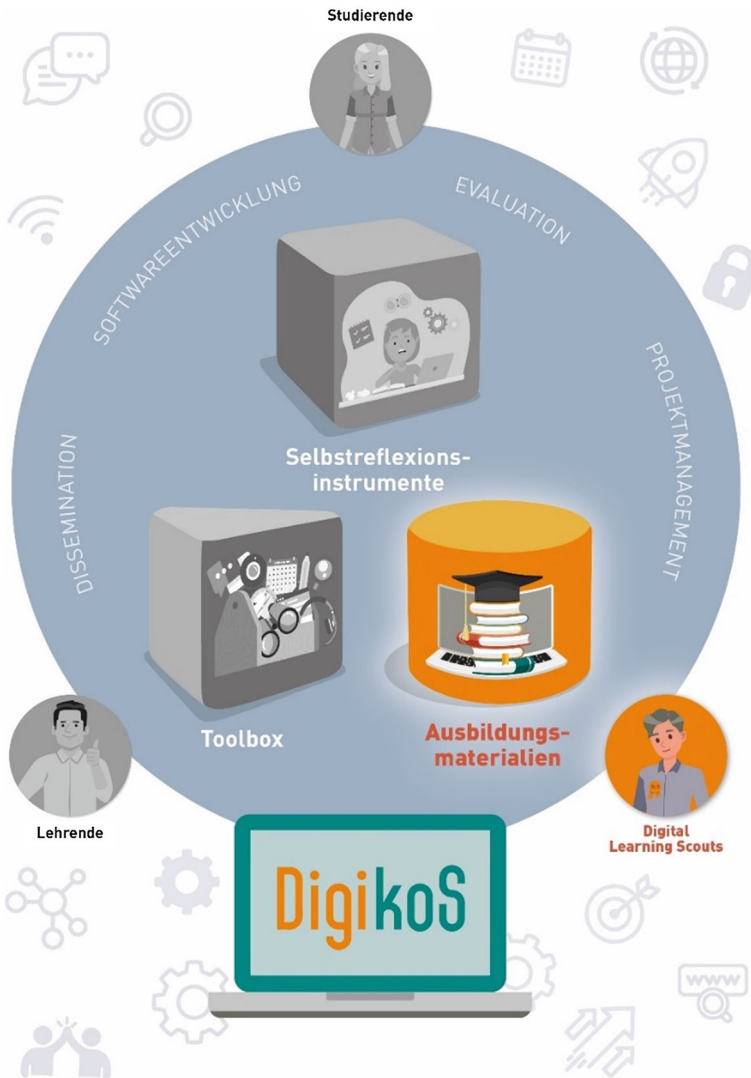 Studierende
SOFTWAREENTWICKLUNG
EVALUATION
PROJEKTMANAGEMENT
DISSEMINATION
Selbstreflexions-
instrumente
Toolbox
Ausbildungs-
materialien
Lehrende
Digital
Learning Scouts
DigikoS
WWW